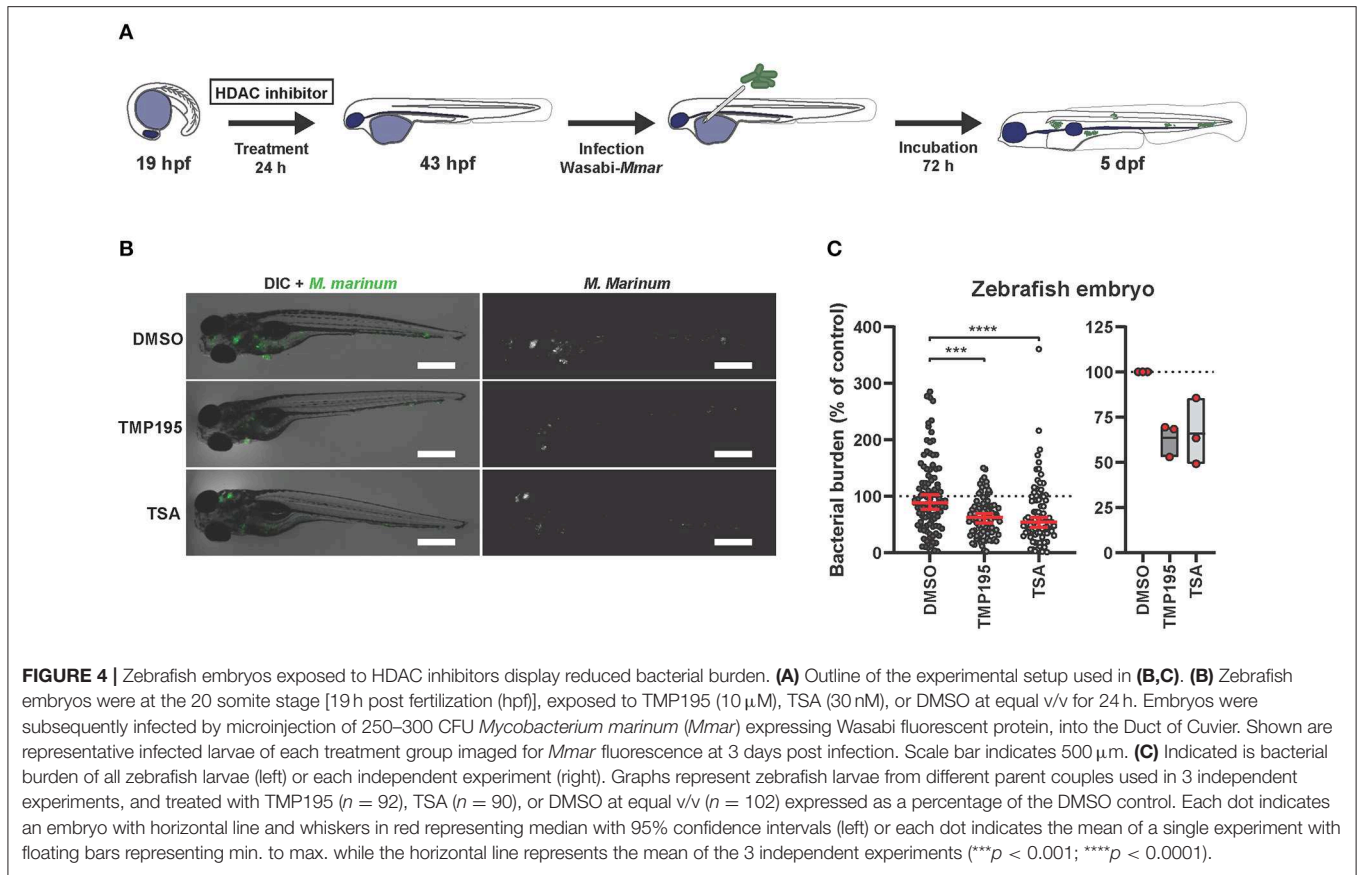 A
HDAC inhibitor
Treatment
24 h
Infection
Wasabi-Mmar
Incubation
72 h
19 hpf
43 hpf
5 dpf
B
DIC + M. marinum
M. Marinum
DMSO
TMP195
TSA
C
Zebrafish embryo
Bacterial burden (% of control)
400
300
200
100
0
****
***
DMSO
TMP195
TSA
125
100
75
50
25
0
DMSO
TMP195
TSA
FIGURE 4 | Zebrafish embryos exposed to HDAC inhibitors display reduced bacterial burden. (A) Outline of the experimental setup used in (B,C). (B) Zebrafish
embryos were at the 20 somite stage [19 h post fertilization (hpf)], exposed to TMP195 (10 μM), TSA (30 nM), or DMSO at equal v/v for 24 h. Embryos were
subsequently infected by microinjection of 250–300 CFU Mycobacterium marinum (Mmar) expressing Wasabi fluorescent protein, into the Duct of Cuvier. Shown are
representative infected larvae of each treatment group imaged for Mmar fluorescence at 3 days post infection. Scale bar indicates 500 μm. (C) Indicated is bacterial
burden of all zebrafish larvae (left) or each independent experiment (right). Graphs represent zebrafish larvae from different parent couples used in 3 independent
experiments, and treated with TMP195 (n = 92), TSA (n = 90), or DMSO at equal v/v (n = 102) expressed as a percentage of the DMSO control. Each dot indicates
an embryo with horizontal line and whiskers in red representing median with 95% confidence intervals (left) or each dot indicates the mean of a single experiment with
floating bars representing min. to max. while the horizontal line represents the mean of the 3 independent experiments (***p < 0.001; ****p < 0.0001).